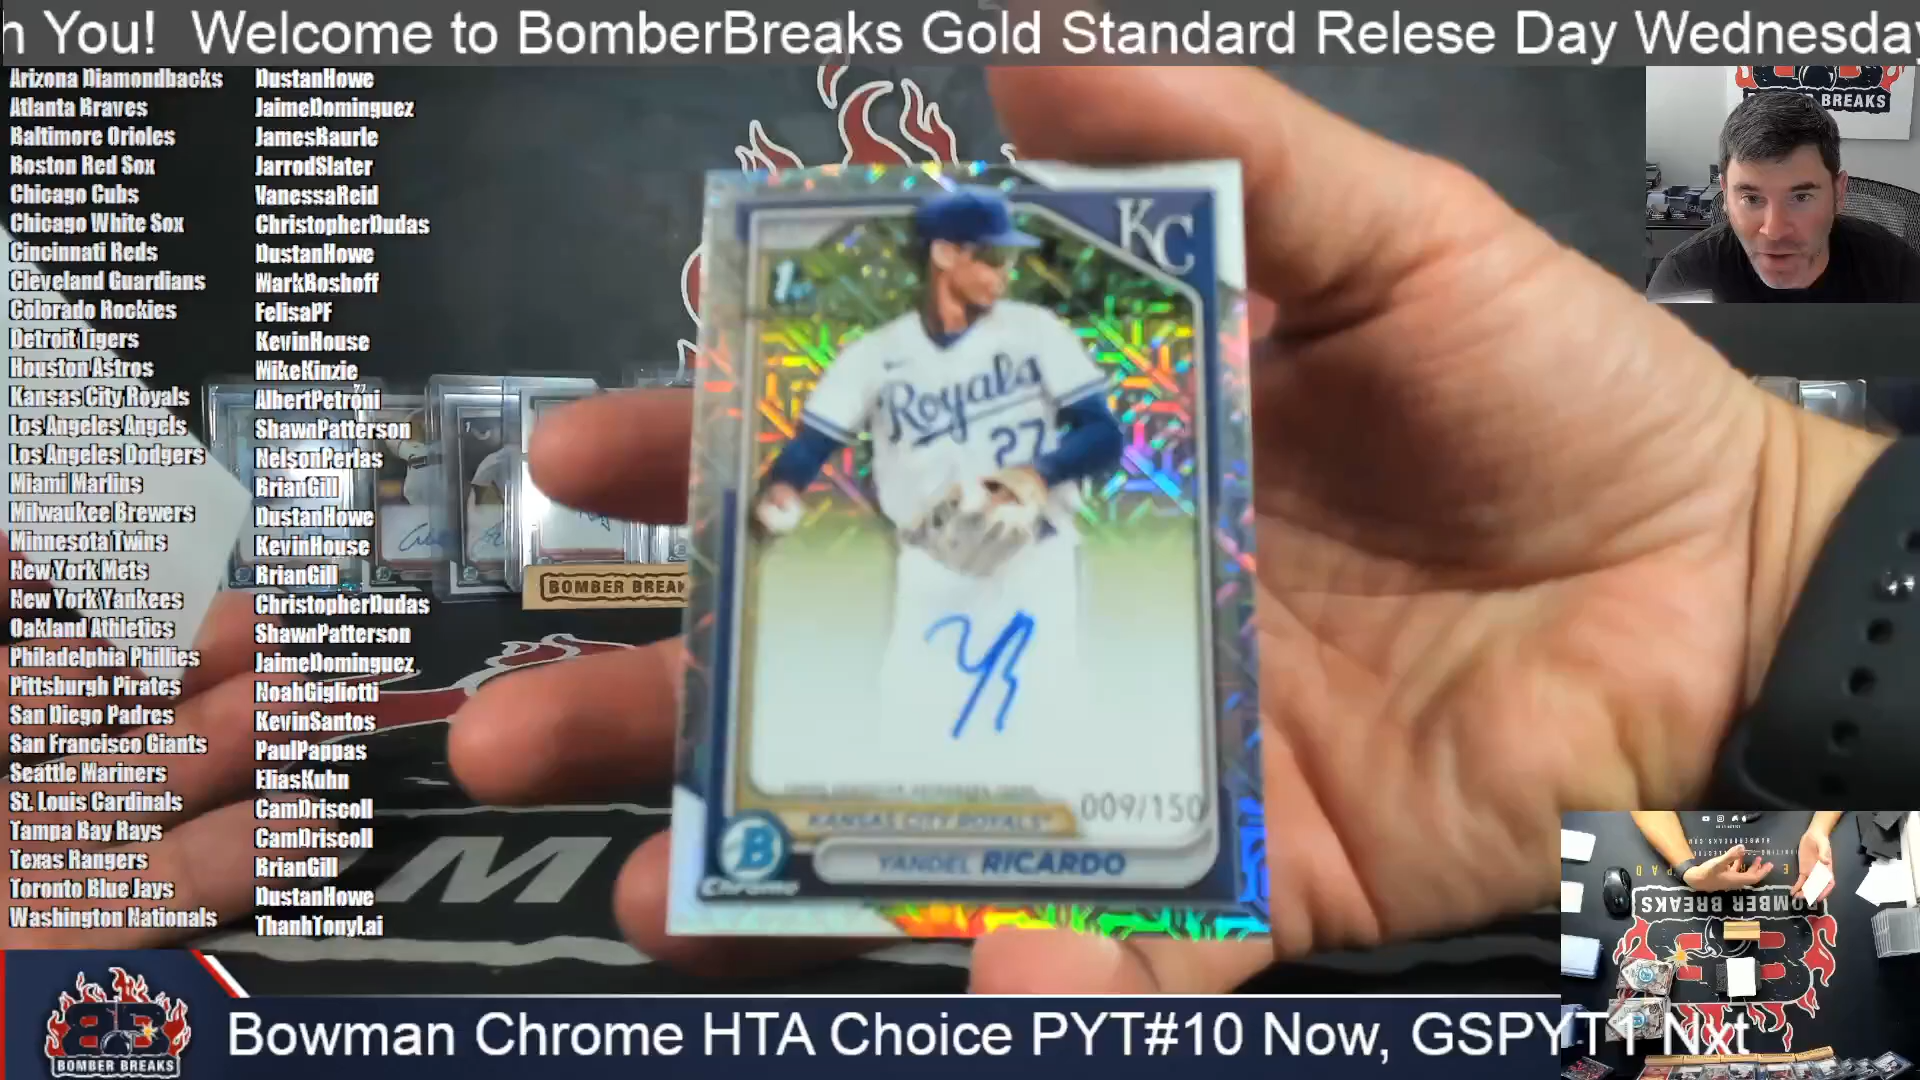 n You! Welcome to BomberBreaks Gold Standard Relese Day Wednesday
Arizona Diamondbacks DustanHowe
Atlanta Braves JaimeDominguez
Baltimore Orioles JamesBaurle
Boston Red Sox JarrodSlater
Chicago Cubs VanessaReid
Chicago White Sox ChristopherDudas
Cincinnati Reds DustanHowe
Cleveland Guardians MarkBoshoff
Colorado Rockies FelisaPF
Detroit Tigers KevinHouse
Houston Astros MikeKinzie
Kansas City Royals AlbertPetroni
Los Angeles Angels ShawnPatterson
Los Angeles Dodgers NelsonPerlas
Miami Marlins BrianGill
Milwaukee Brewers DustanHowe
Minnesota Twins KevinHouse
New York Mets BrianGill
New York Yankees ChristopherDudas
Oakland Athletics ShawnPatterson
Philadelphia Phillies JaimeDominguez
Pittsburgh Pirates NoahGigliotti
San Diego Padres KevinSantos
San Francisco Giants PaulPappas
Seattle Mariners EliasKuhn
St. Louis Cardinals CamDriscoll
Tampa Bay Rays CamDriscoll
Texas Rangers BrianGill
Toronto Blue Jays DustanHowe
Washington Nationals ThanhTonyLai
KC
1st
Royals
27
YR
009/150
KANSAS CITY ROYALS
YANDEL RICARDO
B
Chrome
BOMBER BREAK
M
BREAKS
BOMBER BREAKS
BB
BOMBER BREAKS
Bowman Chrome HTA Choice PYT#10 Now, GSPYT1 Nxt